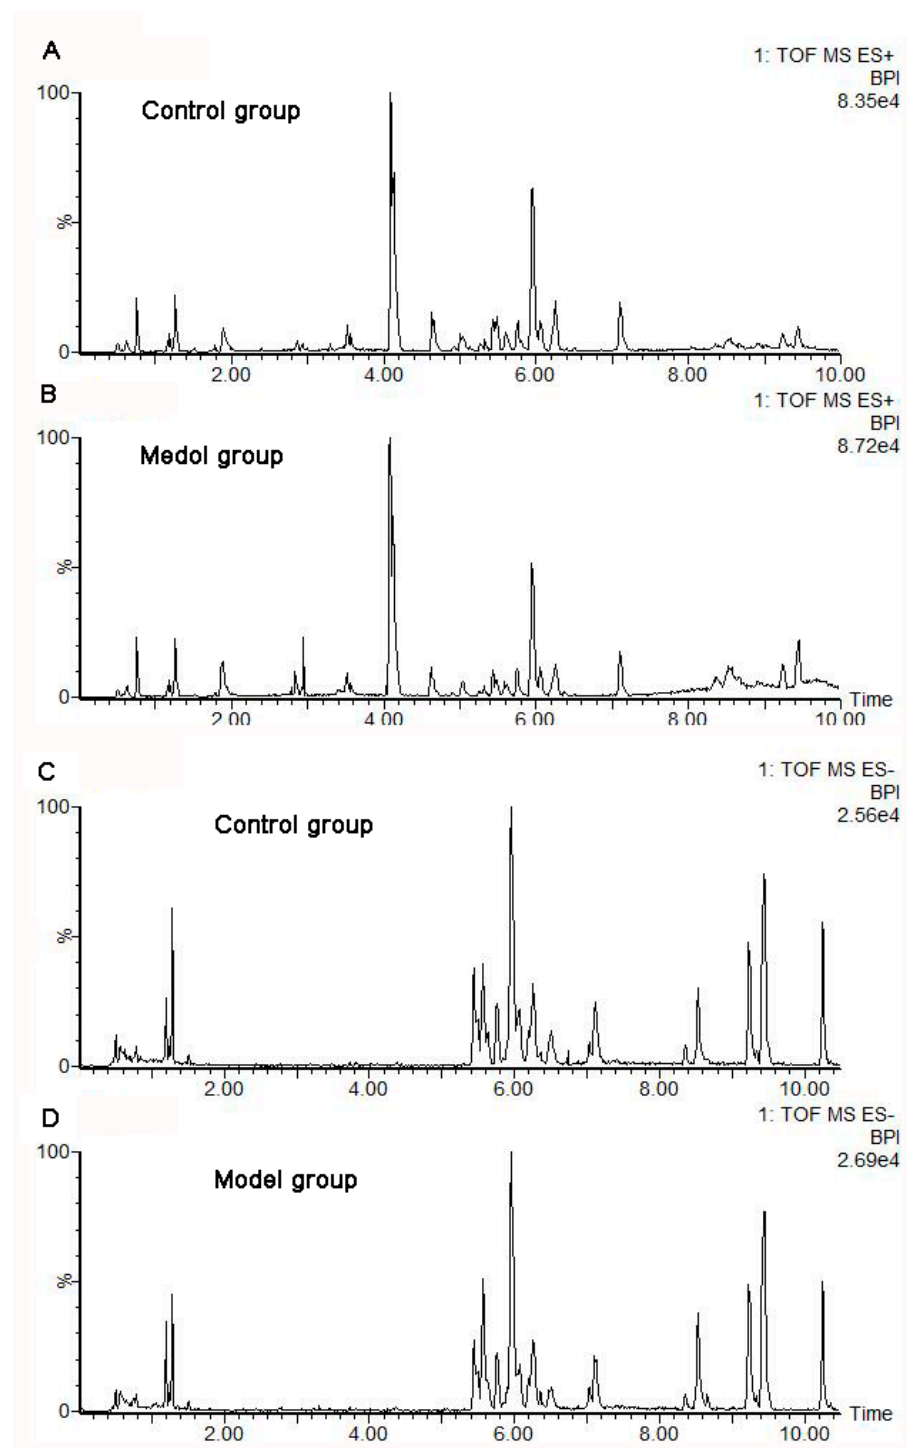 A
1: TOF MS ES+
BPI
8.35e4
100
Control group
%
0
2.00 4.00 6.00 8.00 10.00
B
1: TOF MS ES+
BPI
8.72e4
100
Medol group
%
0
Time
2.00 4.00 6.00 8.00 10.00
C
1: TOF MS ES-
BPI
2.56e4
100
Control group
%
0
2.00 4.00 6.00 8.00 10.00
D
1: TOF MS ES-
BPI
2.69e4
100
Model group
%
0
Time
2.00 4.00 6.00 8.00 10.00